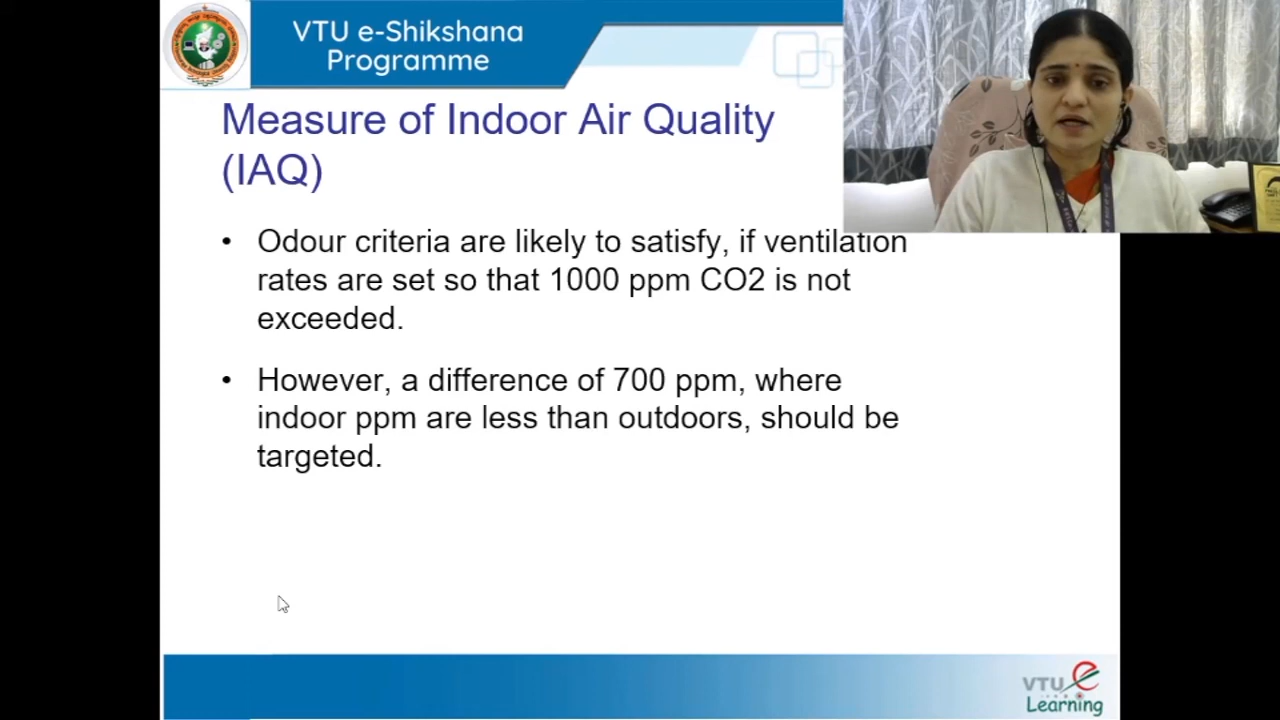 VTU e-Shikshana
Programme
Measure of Indoor Air Quality
(IAQ)
• Odour criteria are likely to satisfy, if ventilation
rates are set so that 1000 ppm CO2 is not
exceeded.
• However, a difference of 700 ppm, where
indoor ppm are less than outdoors, should be
targeted.
VTU e
Learning